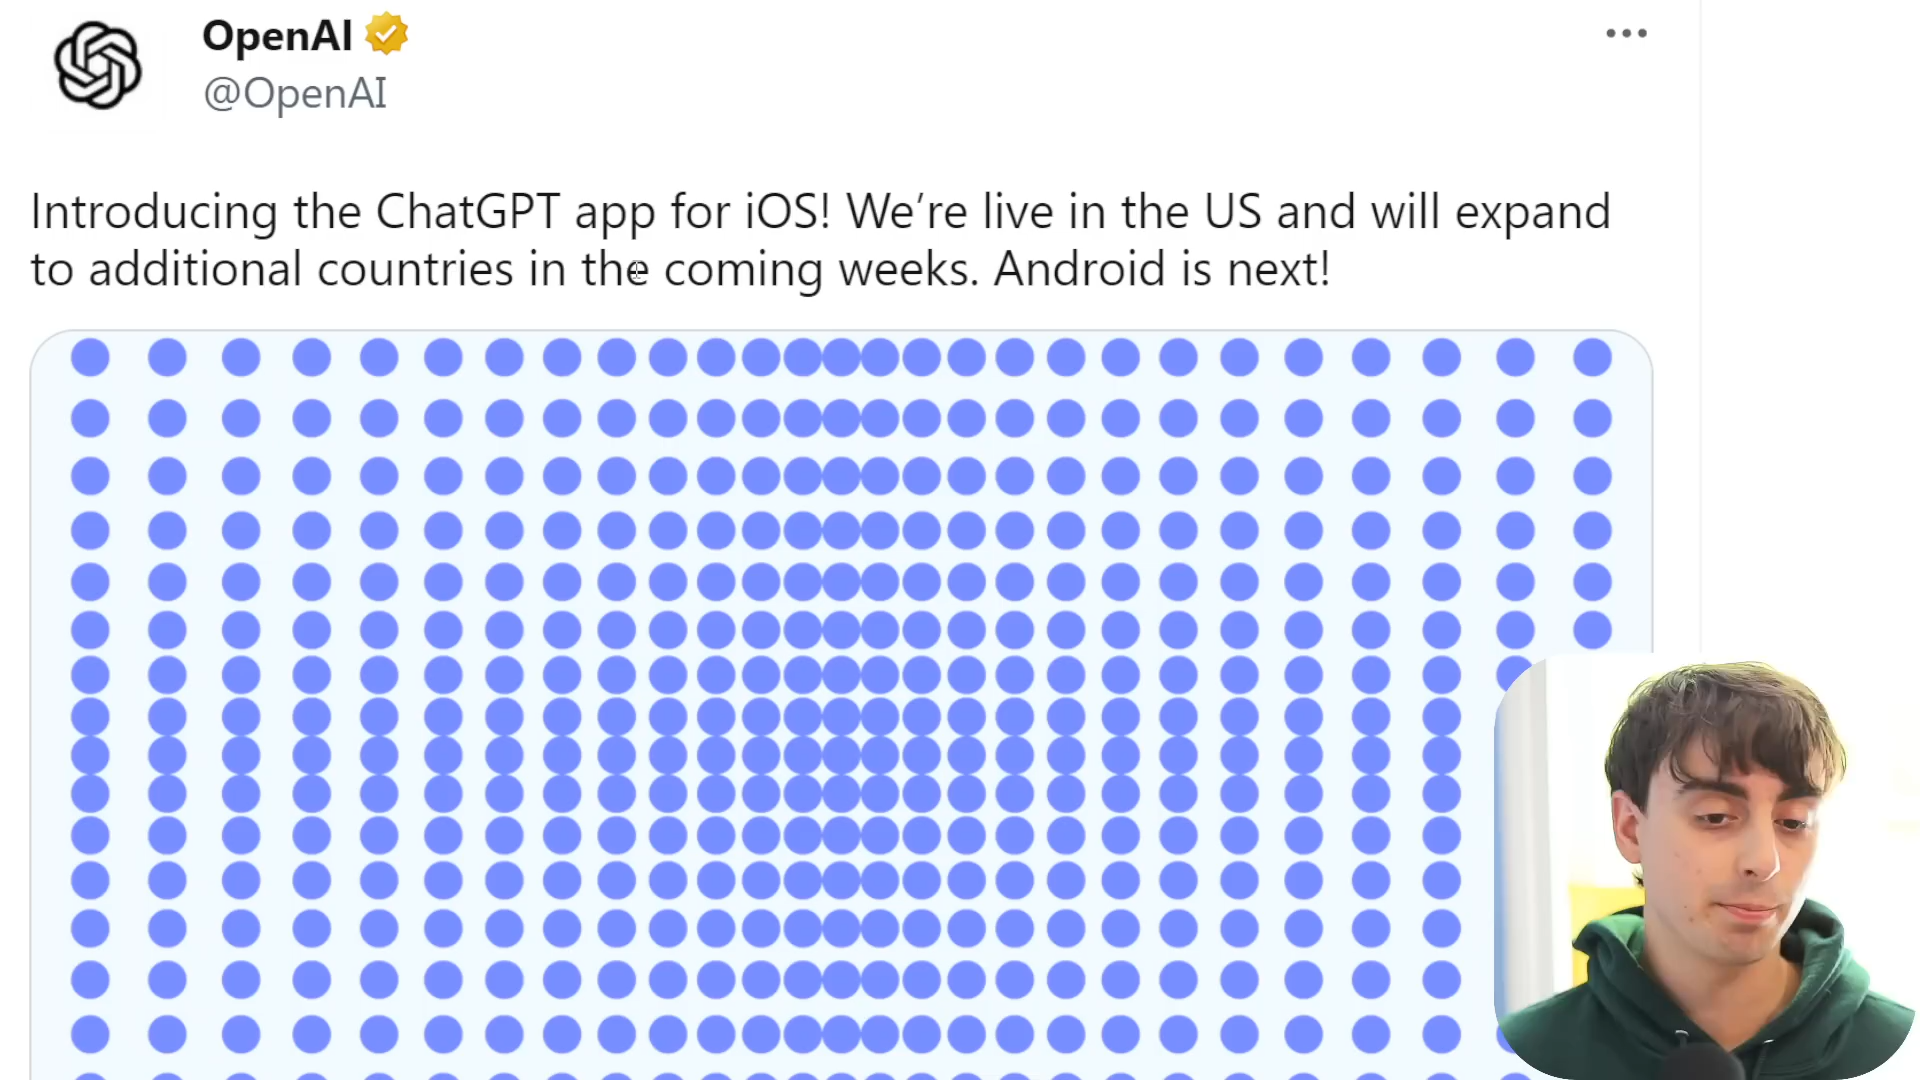 OpenAI
@OpenAI
Introducing the ChatGPT app for iOS! We’re live in the US and will expand
to additional countries in the coming weeks. Android is next!